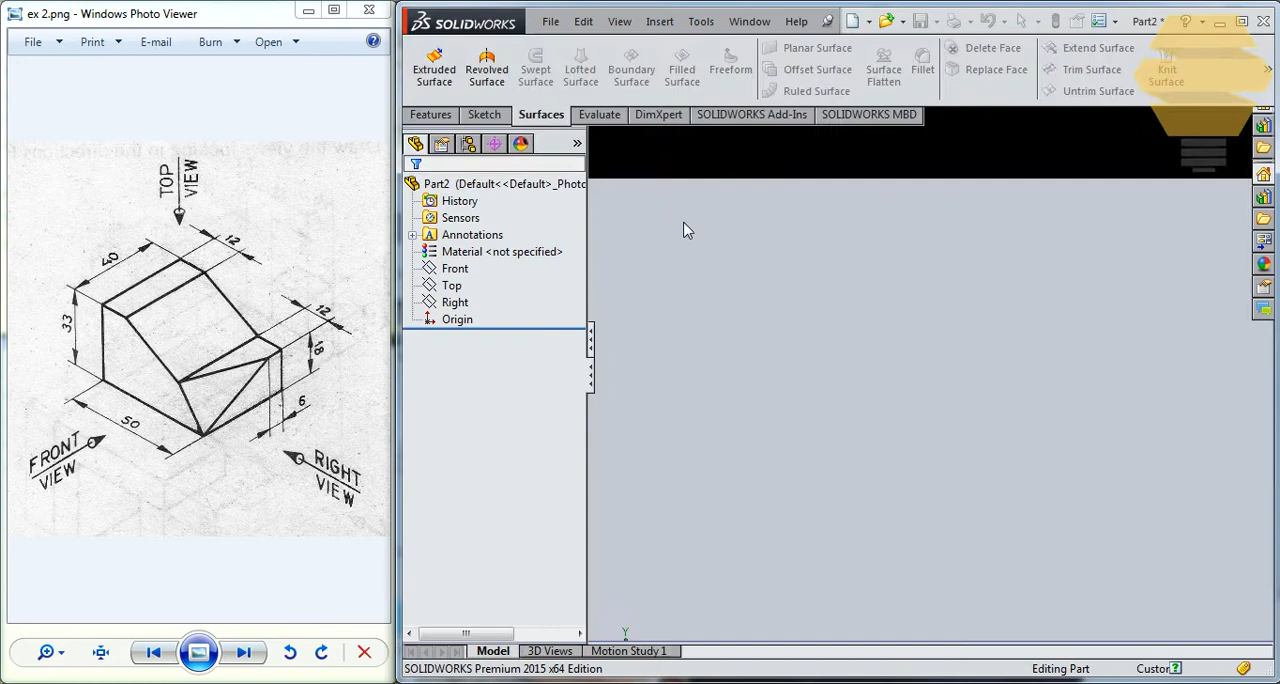 ex 2.png - Windows Photo Viewer
File Print E-mail Burn Open
TOP
VIEW
40
12
33
12
18
50
6
FRONT
VIEW
RIGHT
VIEW
SOLIDWORKS File Edit View Insert Tools Window Help Part2 *
Extruded Surface
Revolved Surface
Swept Surface
Lofted Surface
Boundary Surface
Filled Surface
Freeform
Planar Surface
Offset Surface
Ruled Surface
Surface Flatten
Fillet
Delete Face
Replace Face
Extend Surface
Trim Surface
Untrim Surface
Knit Surface
Features Sketch Surfaces Evaluate DimXpert SOLIDWORKS Add-Ins SOLIDWORKS MBD
Part2 (Default<<Default>_Photo
History
Sensors
Annotations
Material <not specified>
Front
Top
Right
Origin
Y
Model 3D Views Motion Study 1
SOLIDWORKS Premium 2015 x64 Edition Editing Part Custor